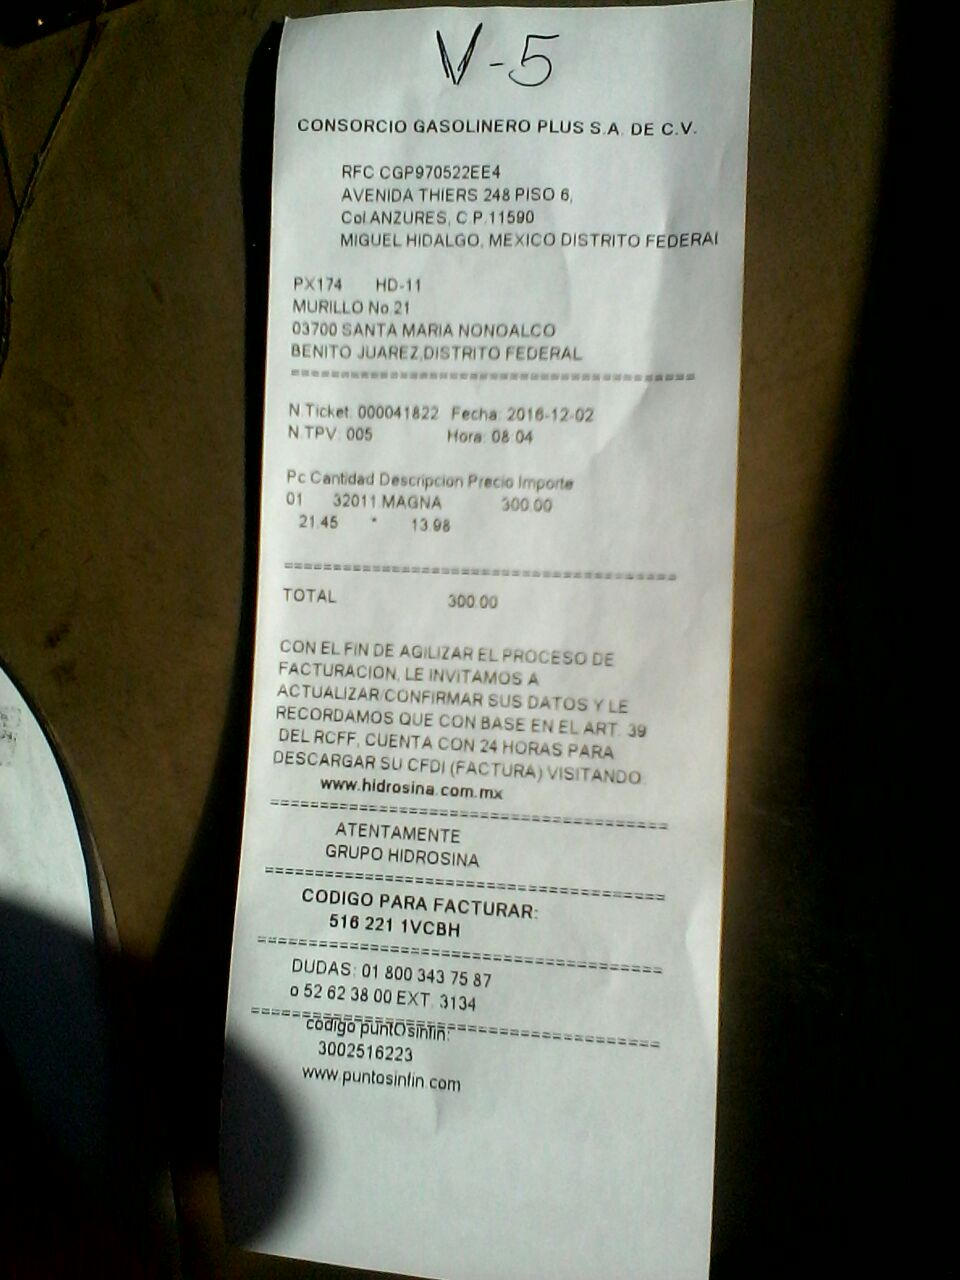 V-5
CONSORCIO GASOLINERO PLUS S.A. DE C.V.
RFC CGP970522EE4
AVENIDA THIERS 248 PISO 6,
Col.ANZURES, C.P.11590
MIGUEL HIDALGO, MEXICO DISTRITO FEDERAl
PX174 HD-11
MURILLO No.21
03700 SANTA MARIA NONOALCO
BENITO JUAREZ,DISTRITO FEDERAL
========================================
N.Ticket: 000041822 Fecha: 2016-12-02
N.TPV: 005 Hora: 08:04
Pc Cantidad Descripcion Precio Importe
01 32011 MAGNA 300.00
21.45 * 13.98
========================================
TOTAL 300.00
CON EL FIN DE AGILIZAR EL PROCESO DE
FACTURACION, LE INVITAMOS A
ACTUALIZAR/CONFIRMAR SUS DATOS Y LE
RECORDAMOS QUE CON BASE EN EL ART. 39
DEL RCFF, CUENTA CON 24 HORAS PARA
DESCARGAR SU CFDI (FACTURA) VISITANDO:
www.hidrosina.com.mx
========================================
ATENTAMENTE
GRUPO HIDROSINA
========================================
CODIGO PARA FACTURAR:
516 221 1VCBH
========================================
DUDAS: 01 800 343 75 87
o 52 62 38 00 EXT. 3134
========================================
codigo puntOsinfin:
3002516223
www.puntosinfin.com